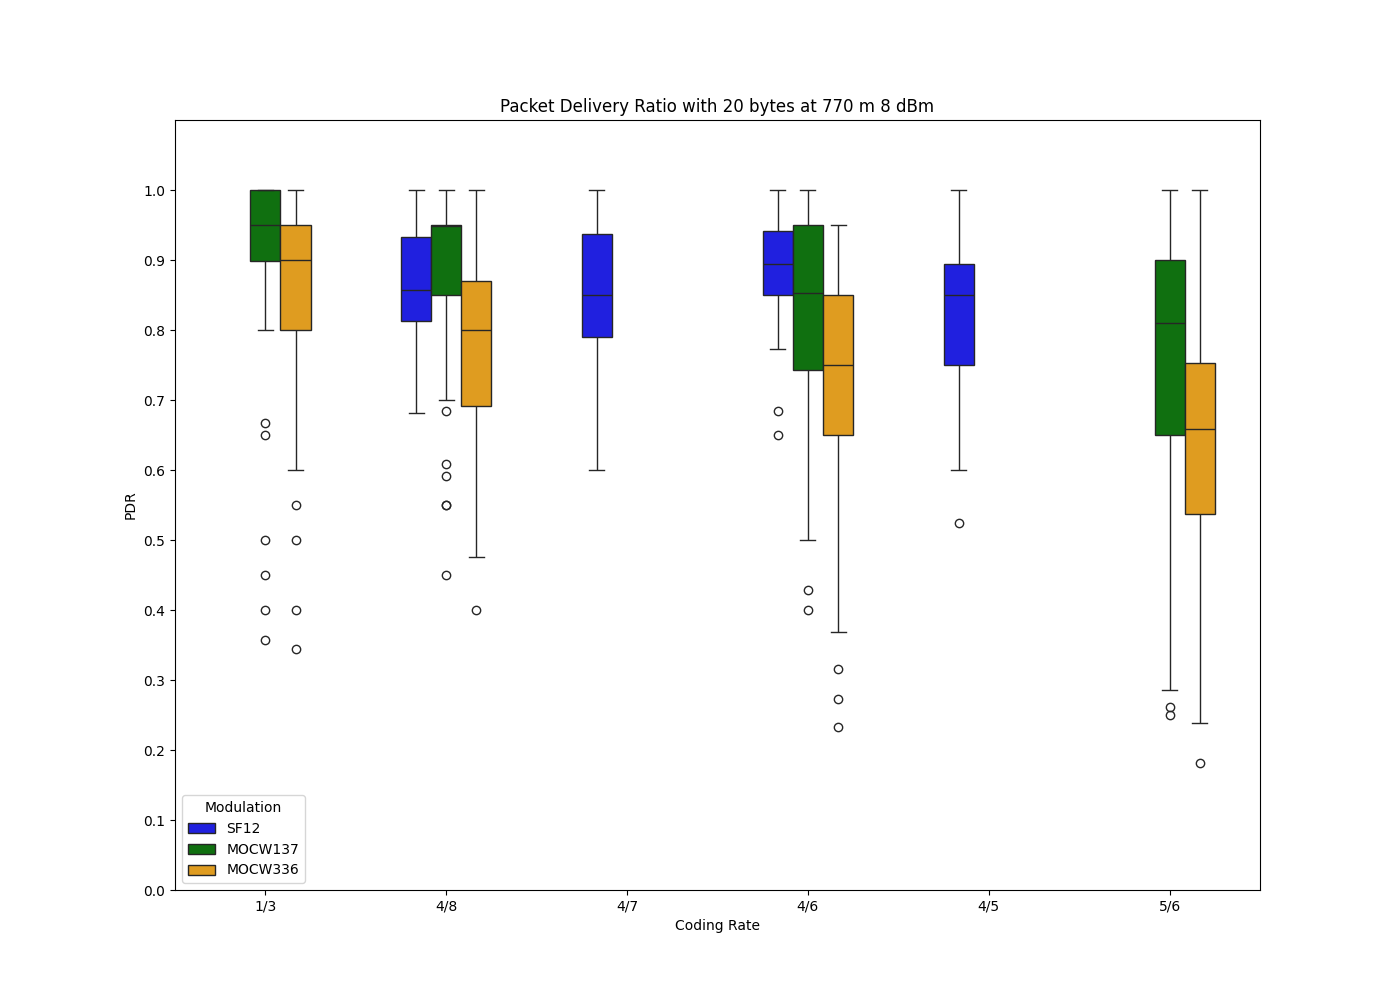 Packet Delivery Ratio with 20 bytes at 770 m 8 dBm
1.0
0.9
0.8
0.7
0.6
0.5
0.4
0.3
0.2
0.1
0.0
PDR
Modulation
SF12
MOCW137
MOCW336
1/3
4/8
4/7
4/6
4/5
5/6
Coding Rate